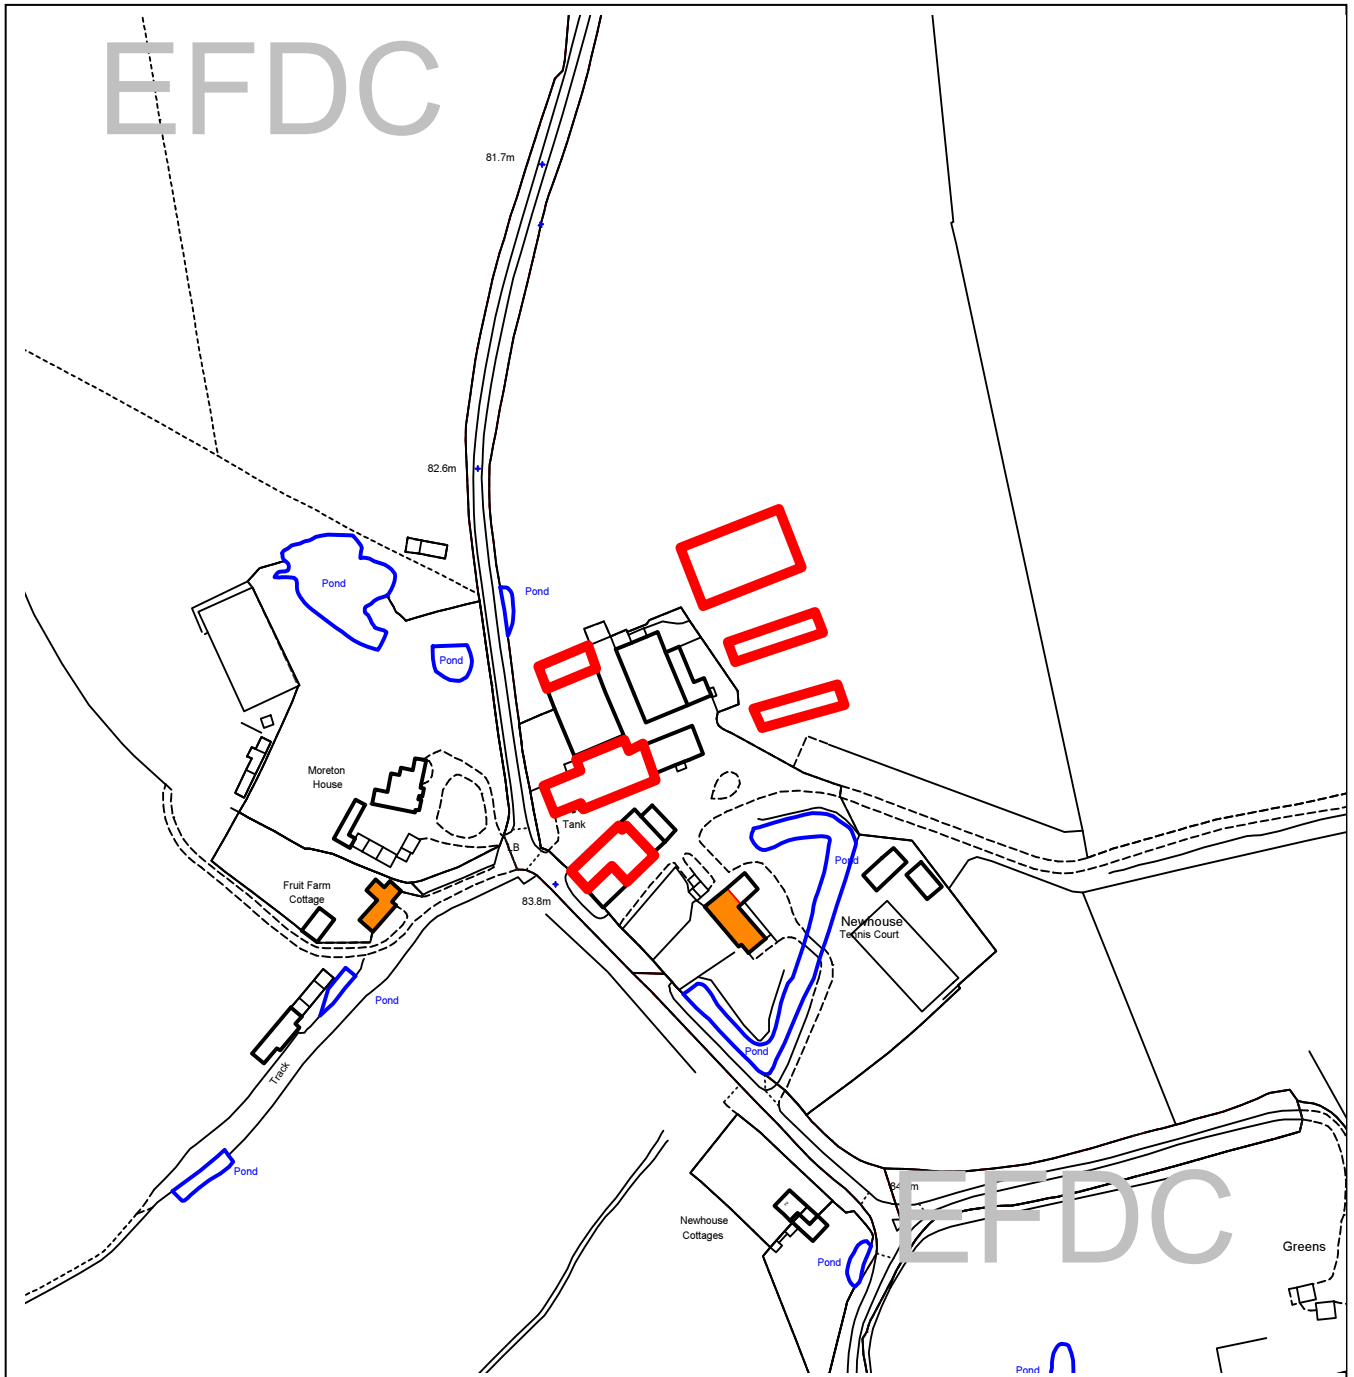 EFDC
81.7m
82.6m
Pond
Pond
Pond
Moreton
House
Tank
LB
Pond
Fruit Farm
Cottage
83.8m
Newhouse
Tennis Court
Pond
Pond
Track
Pond
EFDC
Newhouse
Cottages
Greens
Pond
Pond